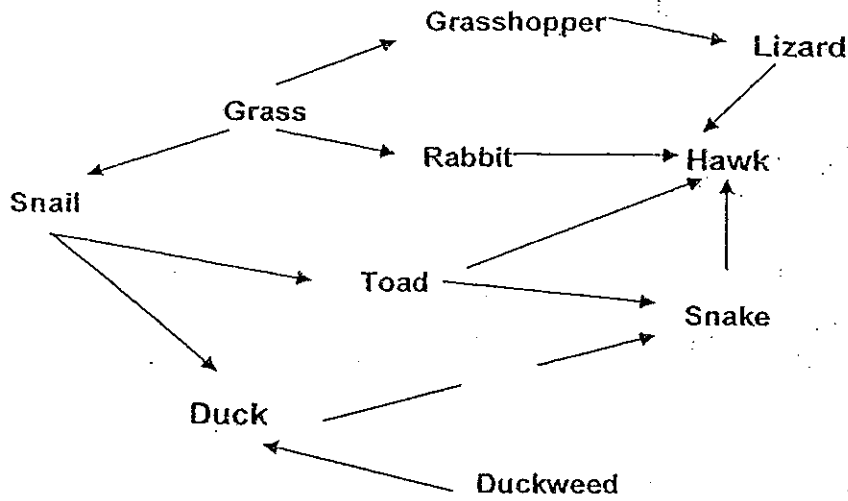 Grasshopper
Lizard
Grass
Rabbit
Hawk
Snail
Toad
Snake
Duck
Duckweed